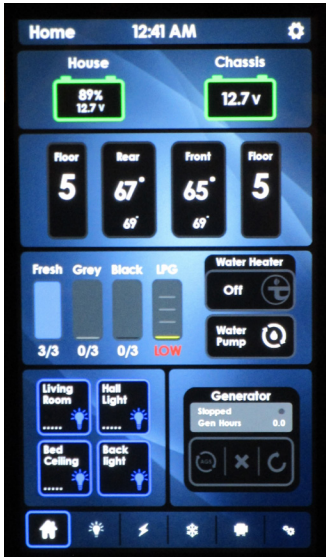 Home 12:41 AM
House Chassis
89%
12.7 V
12.7 V
Floor Rear Front Floor
5 67° 65° 5
69° 69°
Fresh Grey Black LPG
3/3 0/3 0/3 LOW
Water Heater
Off
Water
Pump
Living
Room
Hall
Light
Bed
Ceiling
Back
light
Generator
Stopped
Gen Hours 0.0
AGS